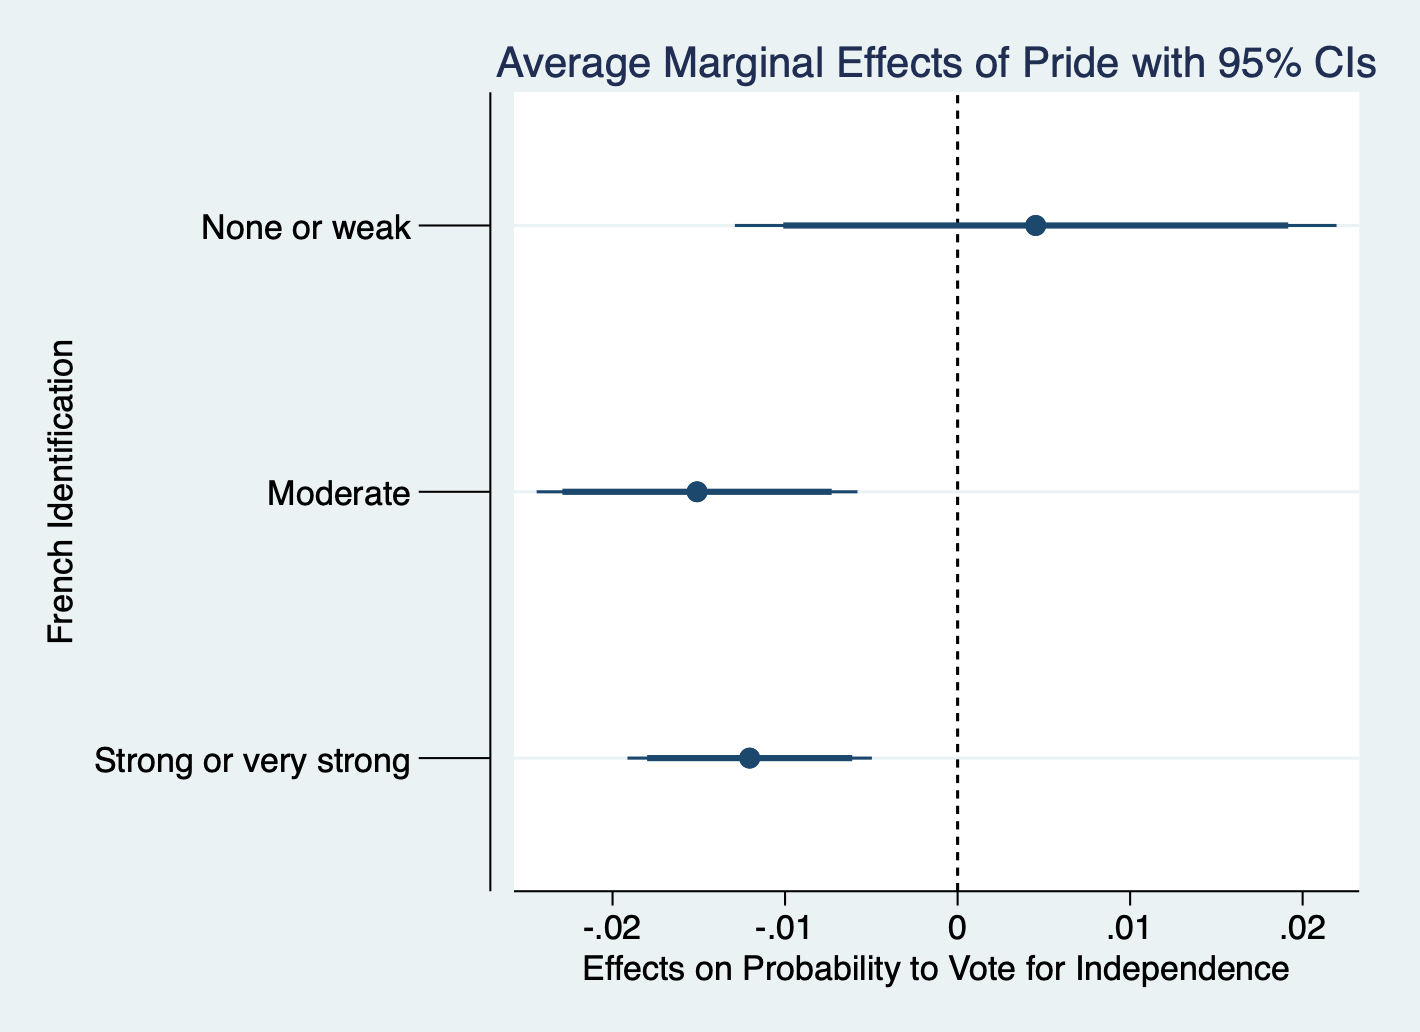 Average Marginal Effects of Pride with 95% CIs
French Identification
None or weak
Moderate
Strong or very strong
-.02 -.01 0 .01 .02
Effects on Probability to Vote for Independence